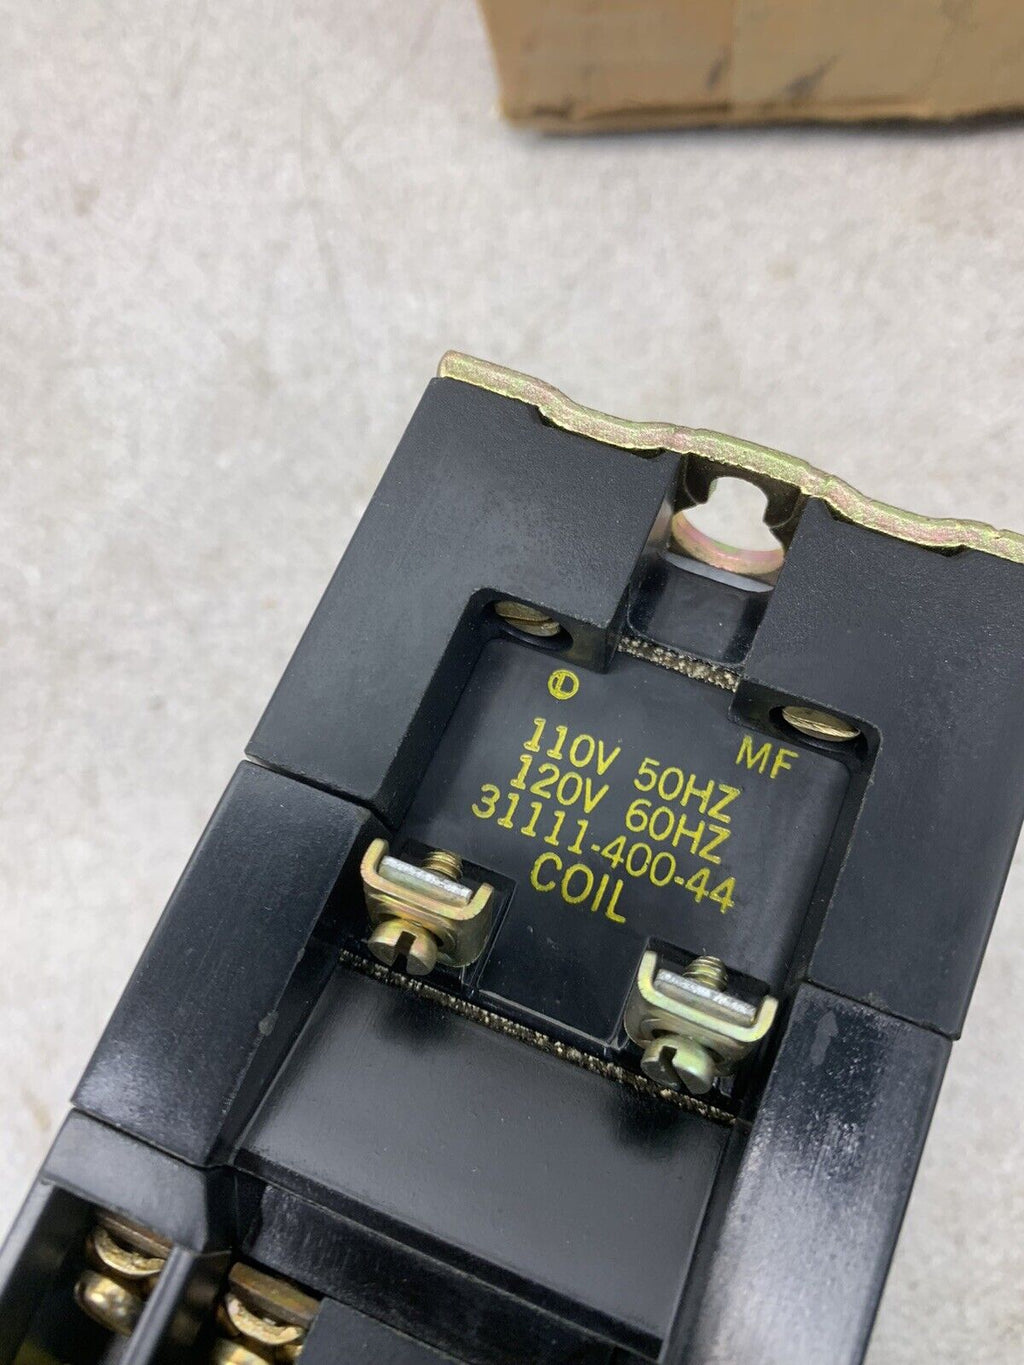 MF
110V 50HZ
120V 60HZ
31111-400-44
COIL